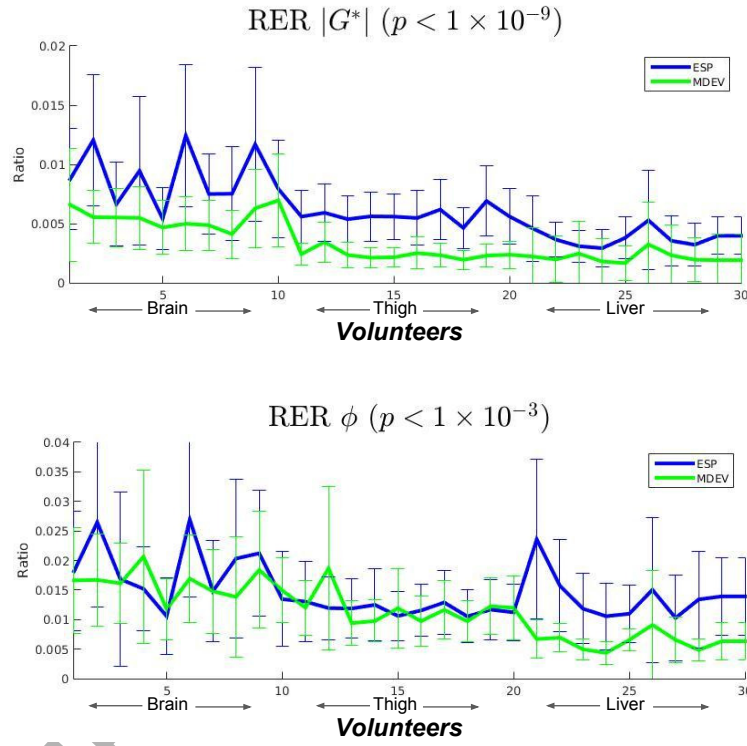 RER |G*| (p < 1 × 10⁻⁹)
0.02
0.015
0.01
0.005
0
Ratio
ESP
MDEV
5 10 15 20 25 30
Brain Thigh Liver
Volunteers
RER ϕ (p < 1 × 10⁻³)
0.04
0.035
0.03
0.025
0.02
0.015
0.01
0.005
0
Ratio
ESP
MDEV
5 10 15 20 25 30
Brain Thigh Liver
Volunteers